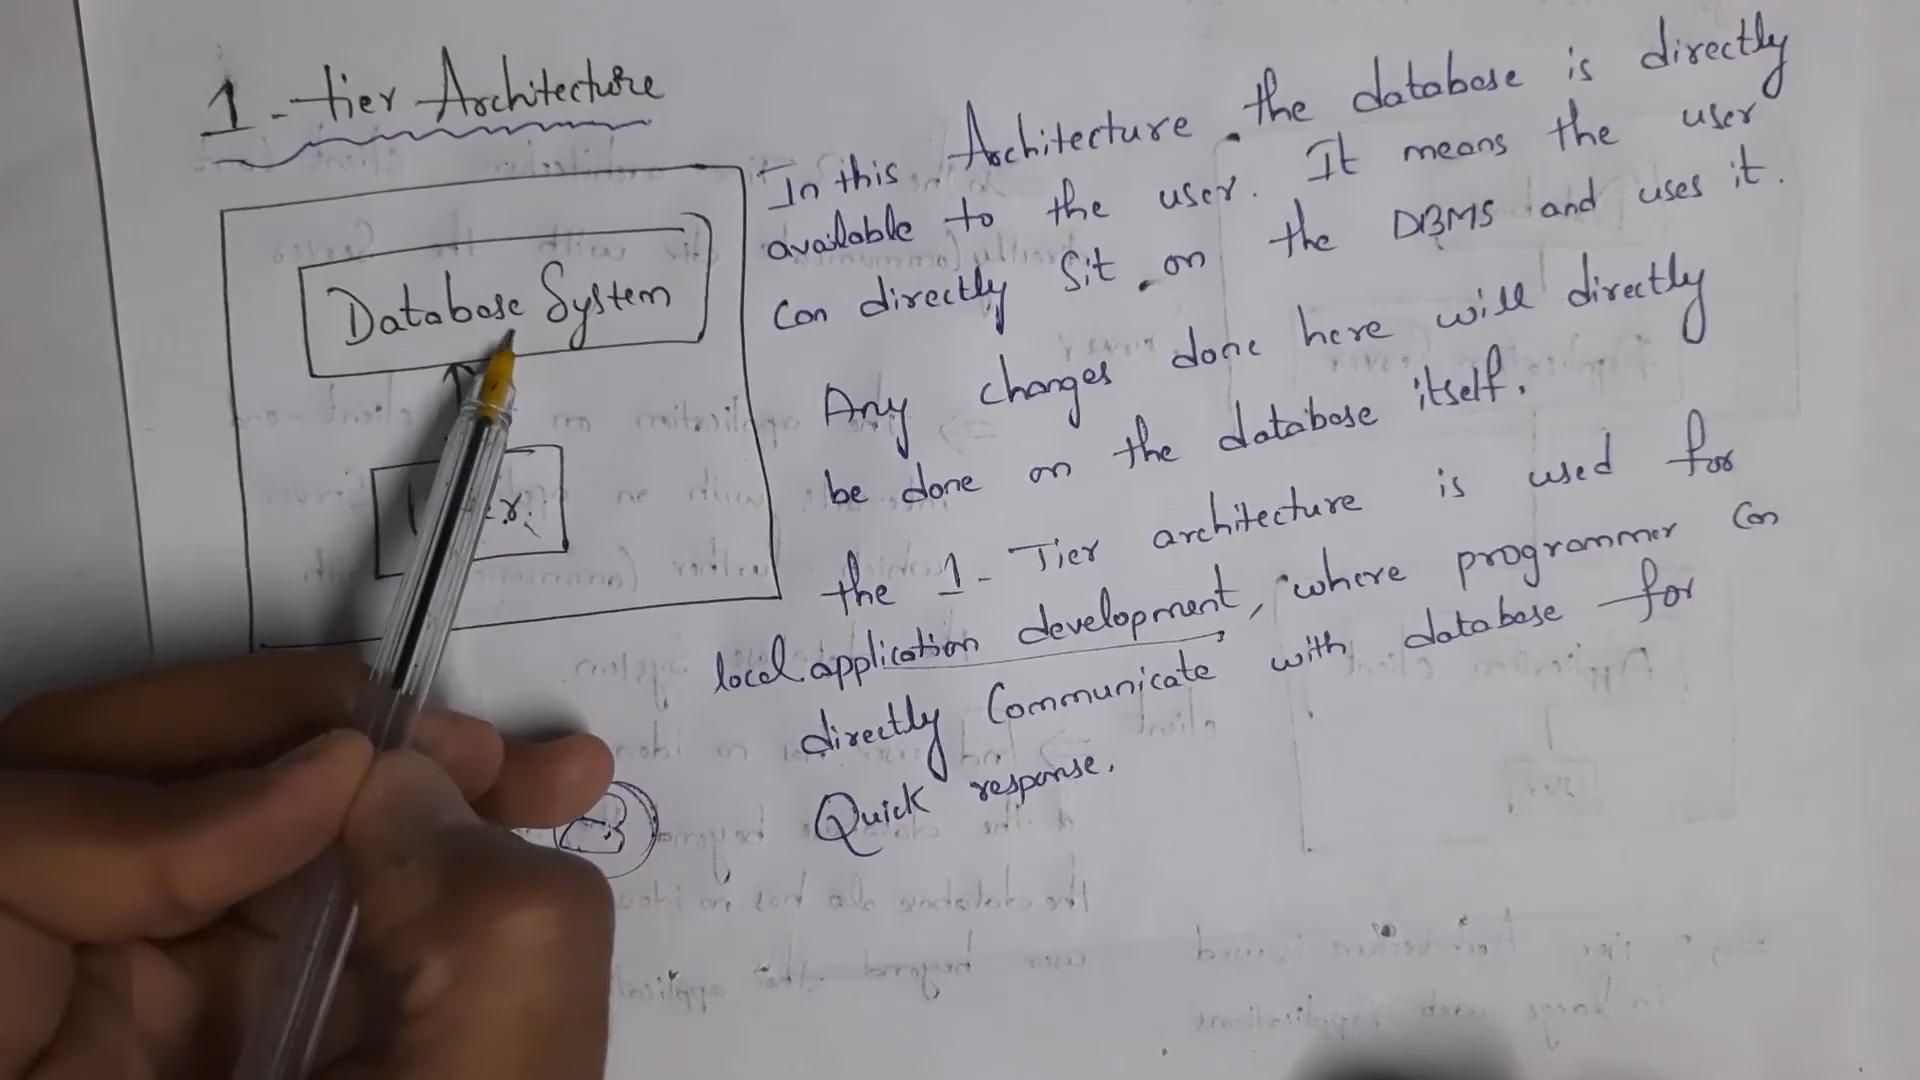 1 - tier Architecture
Database System
In this Architecture the database is directly
available to the user. It means the user
can directly Sit on the DBMS and uses it.
Any changes done here will directly
be done on the database itself.
the 1 - Tier architecture is used for
local application development, where programmer can
directly Communicate with database for
Quick response.